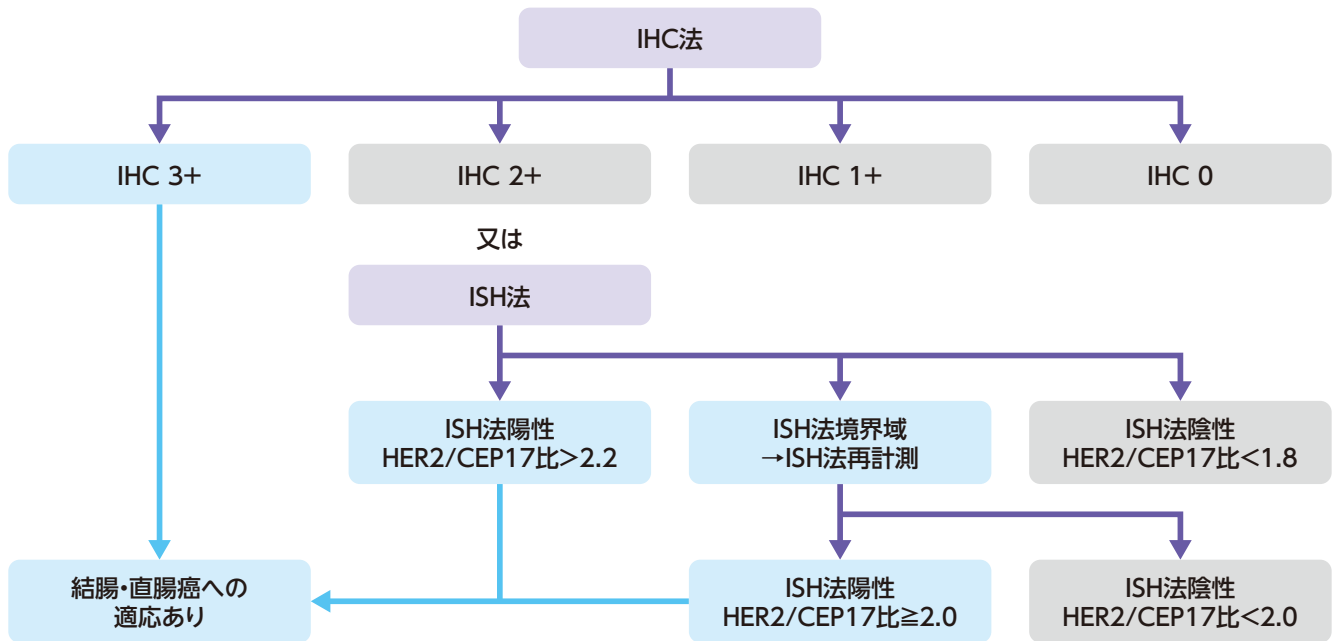 IHC法
IHC 3+
IHC 2+
IHC 1+
IHC 0
又は
ISH法
ISH法陽性
HER2/CEP17比>2.2
ISH法境界域
→ISH法再計測
ISH法陰性
HER2/CEP17比<1.8
結腸・直腸癌への
適応あり
ISH法陽性
HER2/CEP17比≧2.0
ISH法陰性
HER2/CEP17比<2.0